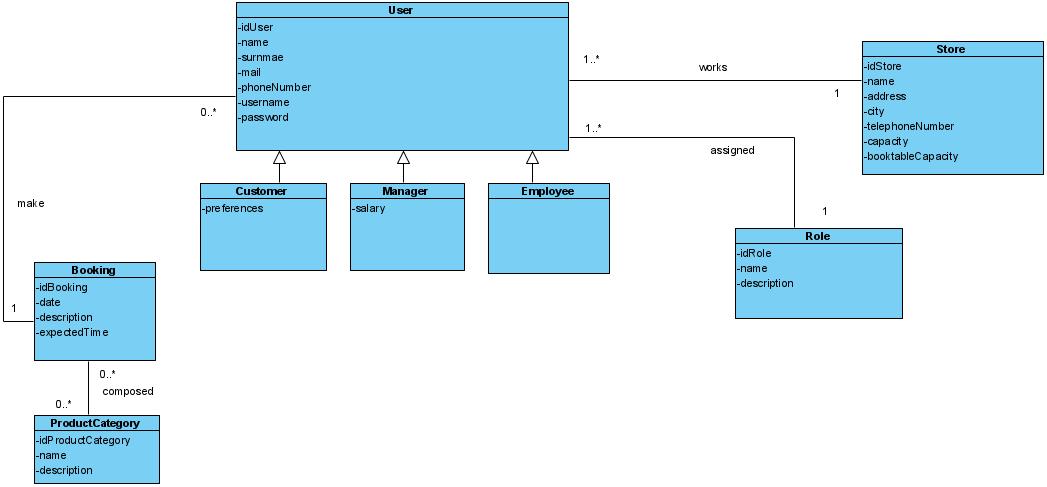 User
-idUser
-name
-surnmae
-mail
-phoneNumber
-username
-password
1..*
works
1
Store
-idStore
-name
-address
-city
-telephoneNumber
-capacity
-booktableCapacity
0..*
1..*
assigned
1
Customer
-preferences
Manager
-salary
Employee
make
Role
-idRole
-name
-description
Booking
-idBooking
-date
-description
-expectedTime
1
0..*
composed
0..*
ProductCategory
-idProductCategory
-name
-description